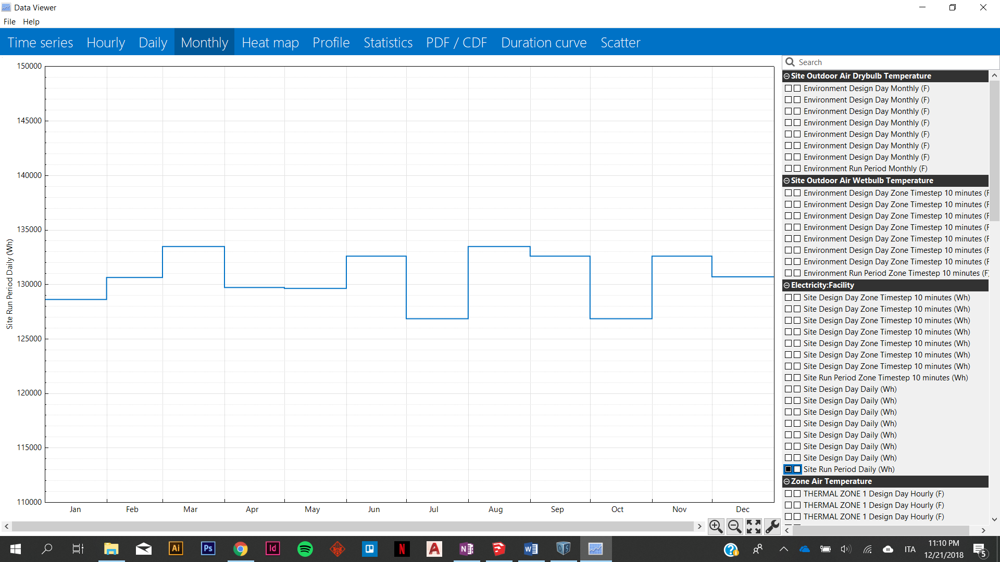 Data Viewer
File Help
Time series Hourly Daily Monthly Heat map Profile Statistics PDF / CDF Duration curve Scatter
150000
145000
140000
135000
130000
125000
120000
115000
110000
Site Run Period Daily (Wh)
Jan Feb Mar Apr May Jun Jul Aug Sep Oct Nov Dec
Search
Site Outdoor Air Drybulb Temperature
Environment Design Day Monthly (F)
Environment Design Day Monthly (F)
Environment Design Day Monthly (F)
Environment Design Day Monthly (F)
Environment Design Day Monthly (F)
Environment Design Day Monthly (F)
Environment Design Day Monthly (F)
Environment Run Period Monthly (F)
Site Outdoor Air Wetbulb Temperature
Environment Design Day Zone Timestep 10 minutes (F
Environment Design Day Zone Timestep 10 minutes (F
Environment Design Day Zone Timestep 10 minutes (F
Environment Design Day Zone Timestep 10 minutes (F
Environment Design Day Zone Timestep 10 minutes (F
Environment Design Day Zone Timestep 10 minutes (F
Environment Design Day Zone Timestep 10 minutes (F
Environment Run Period Zone Timestep 10 minutes (F)
Electricity:Facility
Site Design Day Zone Timestep 10 minutes (Wh)
Site Design Day Zone Timestep 10 minutes (Wh)
Site Design Day Zone Timestep 10 minutes (Wh)
Site Design Day Zone Timestep 10 minutes (Wh)
Site Design Day Zone Timestep 10 minutes (Wh)
Site Design Day Zone Timestep 10 minutes (Wh)
Site Design Day Zone Timestep 10 minutes (Wh)
Site Run Period Zone Timestep 10 minutes (Wh)
Site Design Day Daily (Wh)
Site Design Day Daily (Wh)
Site Design Day Daily (Wh)
Site Design Day Daily (Wh)
Site Design Day Daily (Wh)
Site Design Day Daily (Wh)
Site Design Day Daily (Wh)
Site Run Period Daily (Wh)
Zone Air Temperature
THERMAL ZONE 1 Design Day Hourly (F)
THERMAL ZONE 1 Design Day Hourly (F)
THERMAL ZONE 1 Design Day Hourly (F)
Ai Ps Id N A N W OS
ITA
11:10 PM
12/21/2018
5